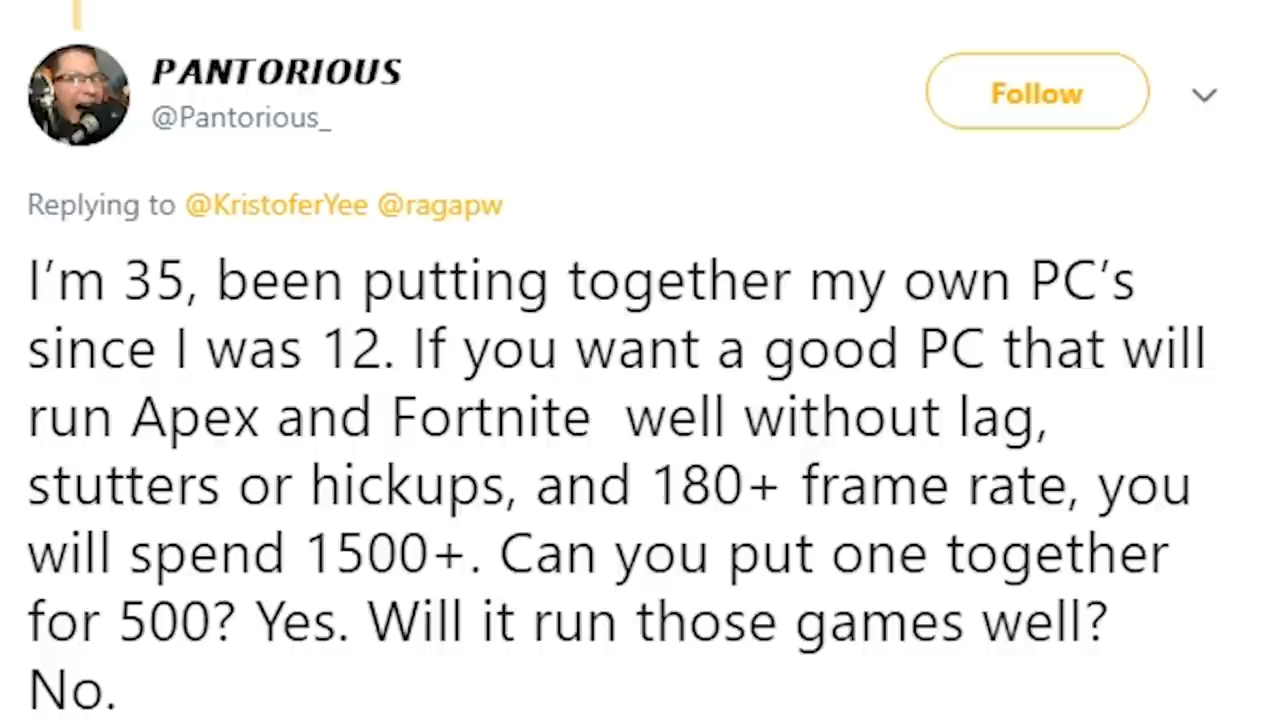 PANTORIOUS
@Pantorious_
Follow
Replying to @KristoferYee @ragapw
I’m 35, been putting together my own PC’s
since I was 12. If you want a good PC that will
run Apex and Fortnite  well without lag,
stutters or hickups, and 180+ frame rate, you
will spend 1500+. Can you put one together
for 500? Yes. Will it run those games well?
No.